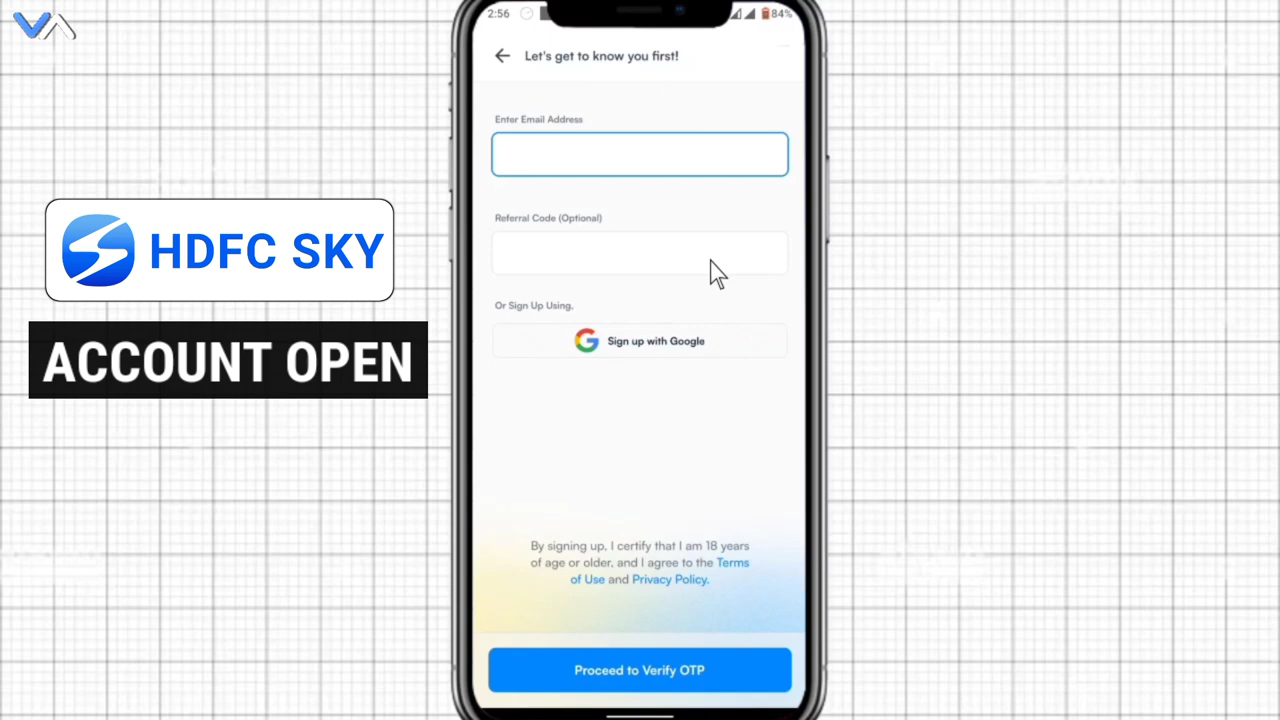 VA
2:56
84%
Let's get to know you first!
Enter Email Address
Referral Code (Optional)
Or Sign Up Using,
Sign up with Google
By signing up, I certify that I am 18 years
of age or older, and I agree to the Terms
of Use and Privacy Policy.
Proceed to Verify OTP
HDFC SKY
ACCOUNT OPEN